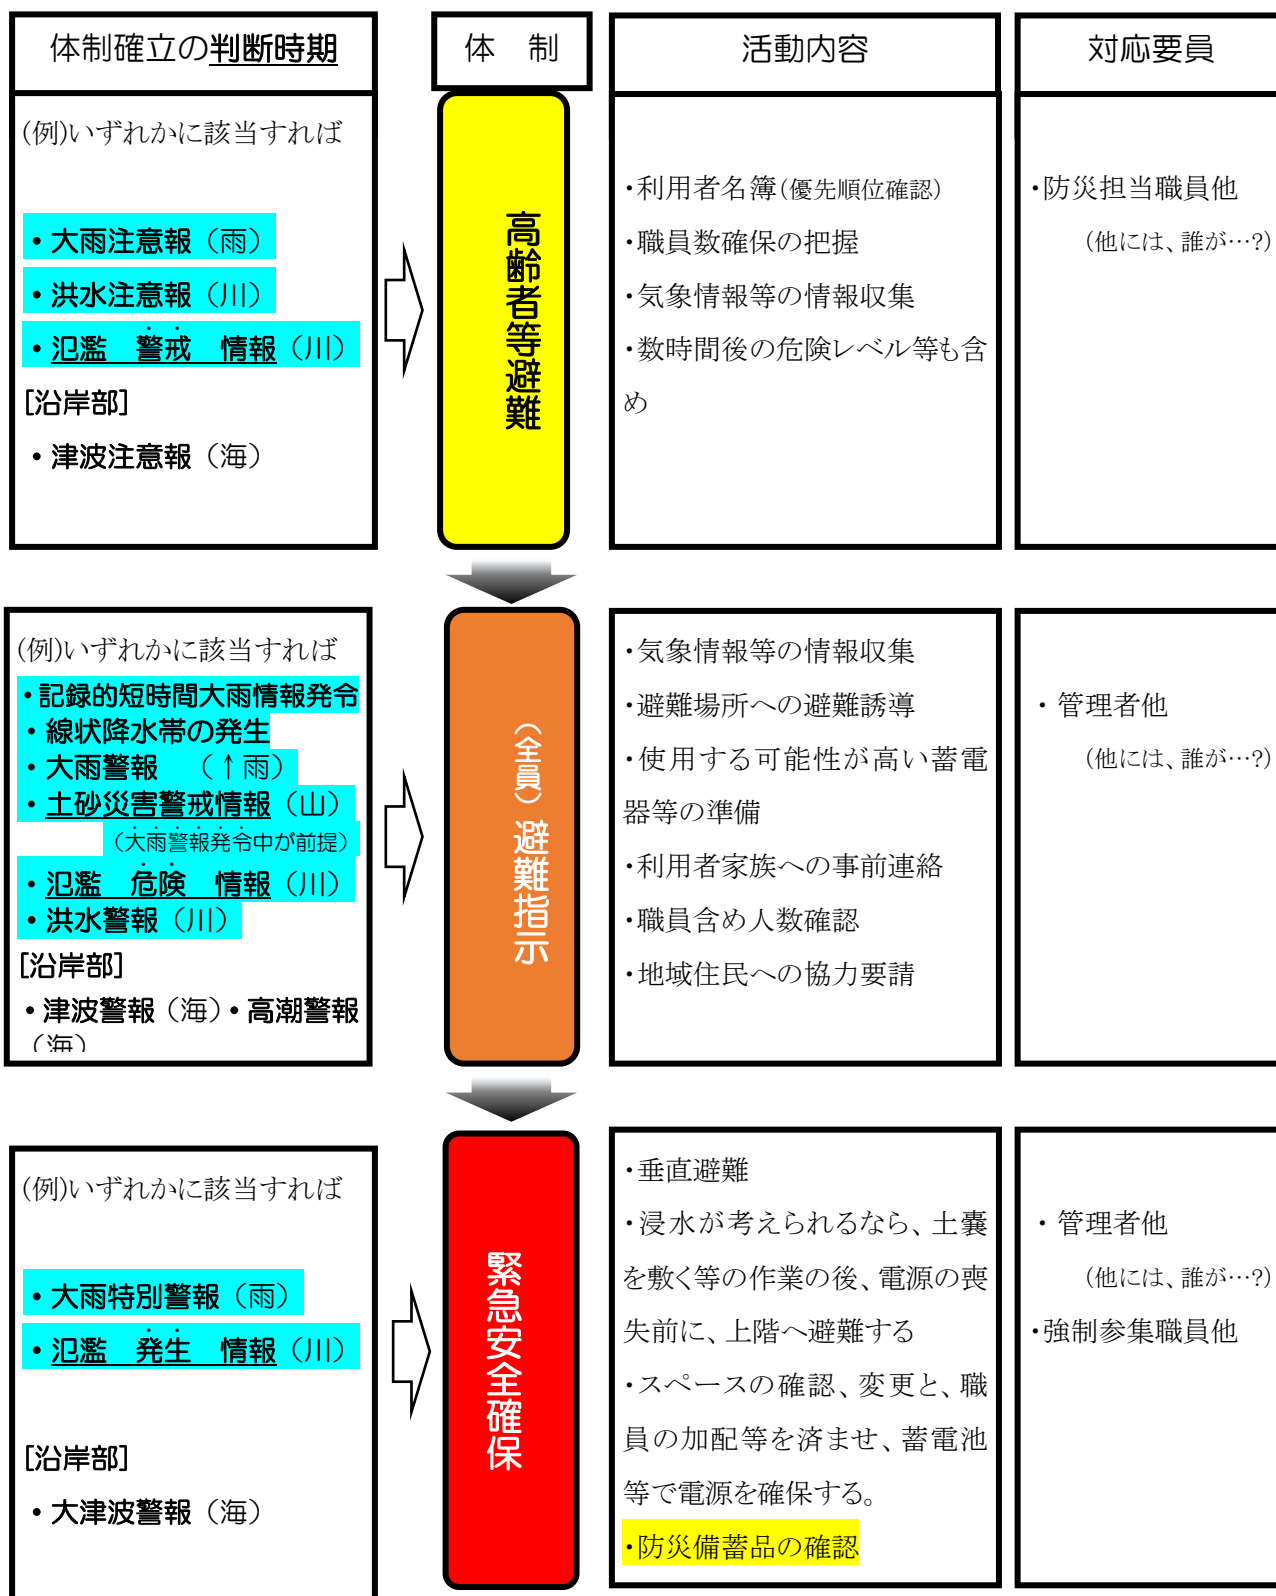 体制確立の判断時期
体　制
活動内容
対応要員
(例)いずれかに該当すれば
・大雨注意報（雨）
・洪水注意報（川）
・氾濫　警戒　情報（川）
[沿岸部]
・津波注意報（海）
高齢者等避難
・利用者名簿(優先順位確認)
・職員数確保の把握
・気象情報等の情報収集
・数時間後の危険レベル等も含
め
・防災担当職員他
(他には、誰が…?)
(例)いずれかに該当すれば
・記録的短時間大雨情報発令
・線状降水帯の発生
・大雨警報　（↑雨）
・土砂災害警戒情報（山）
（大雨警報発令中が前提）
・氾濫　危険　情報（川）
・洪水警報（川）
[沿岸部]
・津波警報（海）・高潮警報
（海）
（全員）避難指示
・気象情報等の情報収集
・避難場所への避難誘導
・使用する可能性が高い蓄電
器等の準備
・利用者家族への事前連絡
・職員含め人数確認
・地域住民への協力要請
・管理者他
(他には、誰が…?)
(例)いずれかに該当すれば
・大雨特別警報（雨）
・氾濫　発生　情報（川）
[沿岸部]
・大津波警報（海）
緊急安全確保
・垂直避難
・浸水が考えられるなら、土嚢
を敷く等の作業の後、電源の喪
失前に、上階へ避難する
・スペースの確認、変更と、職
員の加配等を済ませ、蓄電池
等で電源を確保する。
・防災備蓄品の確認
・管理者他
(他には、誰が…?)
・強制参集職員他